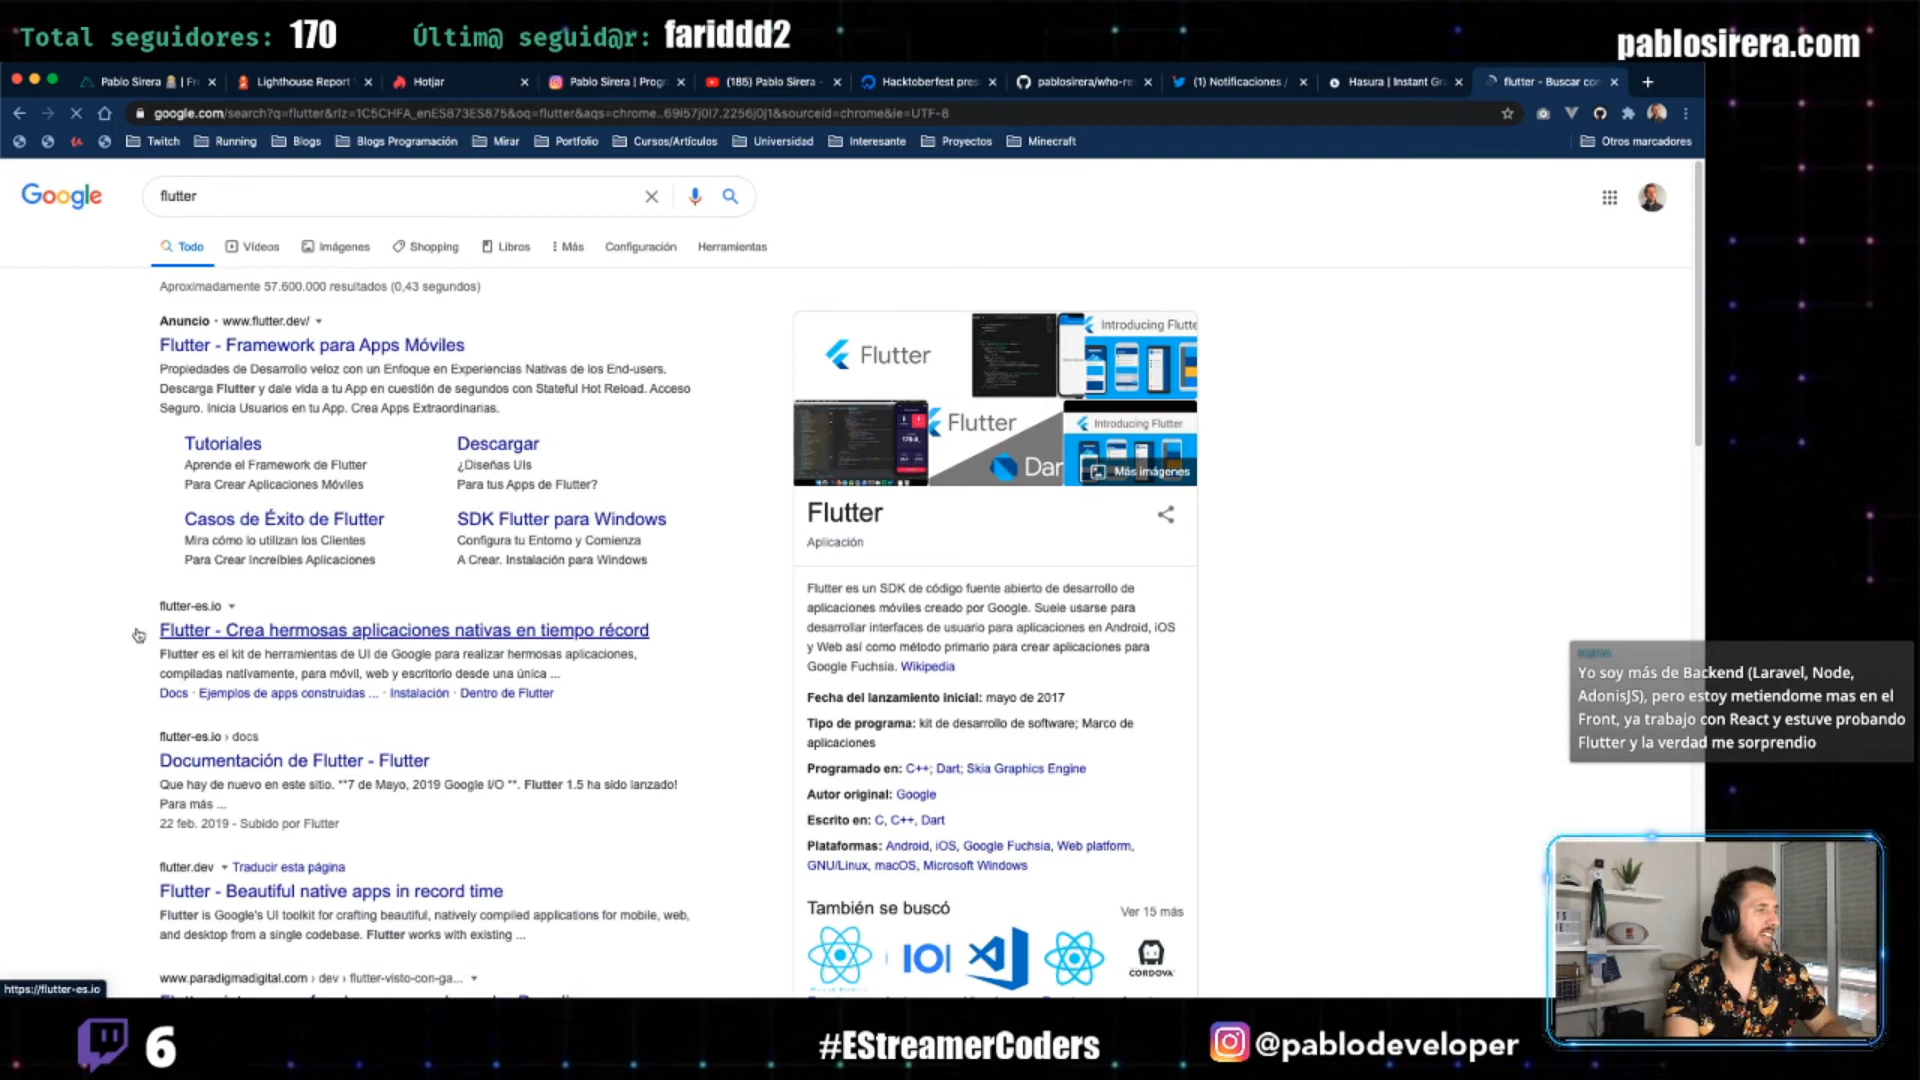 Total seguidores: 170
Últim@ seguid@r: fariddd2
pablosirera.com
Pablo Sirera | Fr
Lighthouse Report
Hotjar
Pablo Sirera | Progr
(185) Pablo Sirera -
Hacktoberfest pres
pablosirera/who-re
(1) Notificaciones /
Hasura | Instant Gr
flutter - Buscar con
google.com/search?q=flutter&rlz=1C5CHFA_enES873ES875&oq=flutter&aqs=chrome..69i57j0l7.2256j0j1&sourceid=chrome&ie=UTF-8
Twitch
Running
Blogs
Blogs Programación
Mirar
Portfolio
Cursos/Artículos
Universidad
Interesante
Proyectos
Minecraft
Otros marcadores
Google
flutter
Todo
Vídeos
Imágenes
Shopping
Libros
Más
Configuración
Herramientas
Aproximadamente 57.600.000 resultados (0,43 segundos)
Anuncio · www.flutter.dev/
Flutter - Framework para Apps Móviles
Propiedades de Desarrollo veloz con un Enfoque en Experiencias Nativas de los End-users.
Descarga Flutter y dale vida a tu App en cuestión de segundos con Stateful Hot Reload. Acceso
Seguro. Inicia Usuarios en tu App. Crea Apps Extraordinarias.
Tutoriales
Aprende el Framework de Flutter
Para Crear Aplicaciones Móviles
Descargar
¿Diseñas UIs
Para tus Apps de Flutter?
Casos de Éxito de Flutter
Mira cómo lo utilizan los Clientes
Para Crear Increíbles Aplicaciones
SDK Flutter para Windows
Configura tu Entorno y Comienza
A Crear. Instalación para Windows
flutter-es.io
Flutter - Crea hermosas aplicaciones nativas en tiempo récord
Flutter es el kit de herramientas de UI de Google para realizar hermosas aplicaciones,
compiladas nativamente, para móvil, web y escritorio desde una única ...
Docs · Ejemplos de apps construidas ... · Instalación · Dentro de Flutter
flutter-es.io › docs
Documentación de Flutter - Flutter
Que hay de nuevo en este sitio. **7 de Mayo, 2019 Google I/O **. Flutter 1.5 ha sido lanzado!
Para más ...
22 feb. 2019 - Subido por Flutter
flutter.dev
Traducir esta página
Flutter - Beautiful native apps in record time
Flutter is Google's UI toolkit for crafting beautiful, natively compiled applications for mobile, web,
and desktop from a single codebase. Flutter works with existing ...
www.paradigmadigital.com › dev › flutter-visto-con-ga...
https://flutter-es.io
Flutter
Introducing Flutte
Flutter
Dar
Introducing Flutter
Más imágenes
Flutter
Aplicación
Flutter es un SDK de código fuente abierto de desarrollo de
aplicaciones móviles creado por Google. Suele usarse para
desarrollar interfaces de usuario para aplicaciones en Android, iOS
y Web así como método primario para crear aplicaciones para
Google Fuchsia. Wikipedia
Fecha del lanzamiento inicial: mayo de 2017
Tipo de programa: kit de desarrollo de software; Marco de
aplicaciones
Programado en: C++; Dart; Skia Graphics Engine
Autor original: Google
Escrito en: C, C++, Dart
Plataformas: Android, iOS, Google Fuchsia, Web platform,
GNU/Linux, macOS, Microsoft Windows
También se buscó
Ver 15 más
CORDOVA
Yo soy más de Backend (Laravel, Node,
AdonisJS), pero estoy metiendome mas en el
Front, ya trabajo con React y estuve probando
Flutter y la verdad me sorprendio
6
#EStreamerCoders
@pablodeveloper